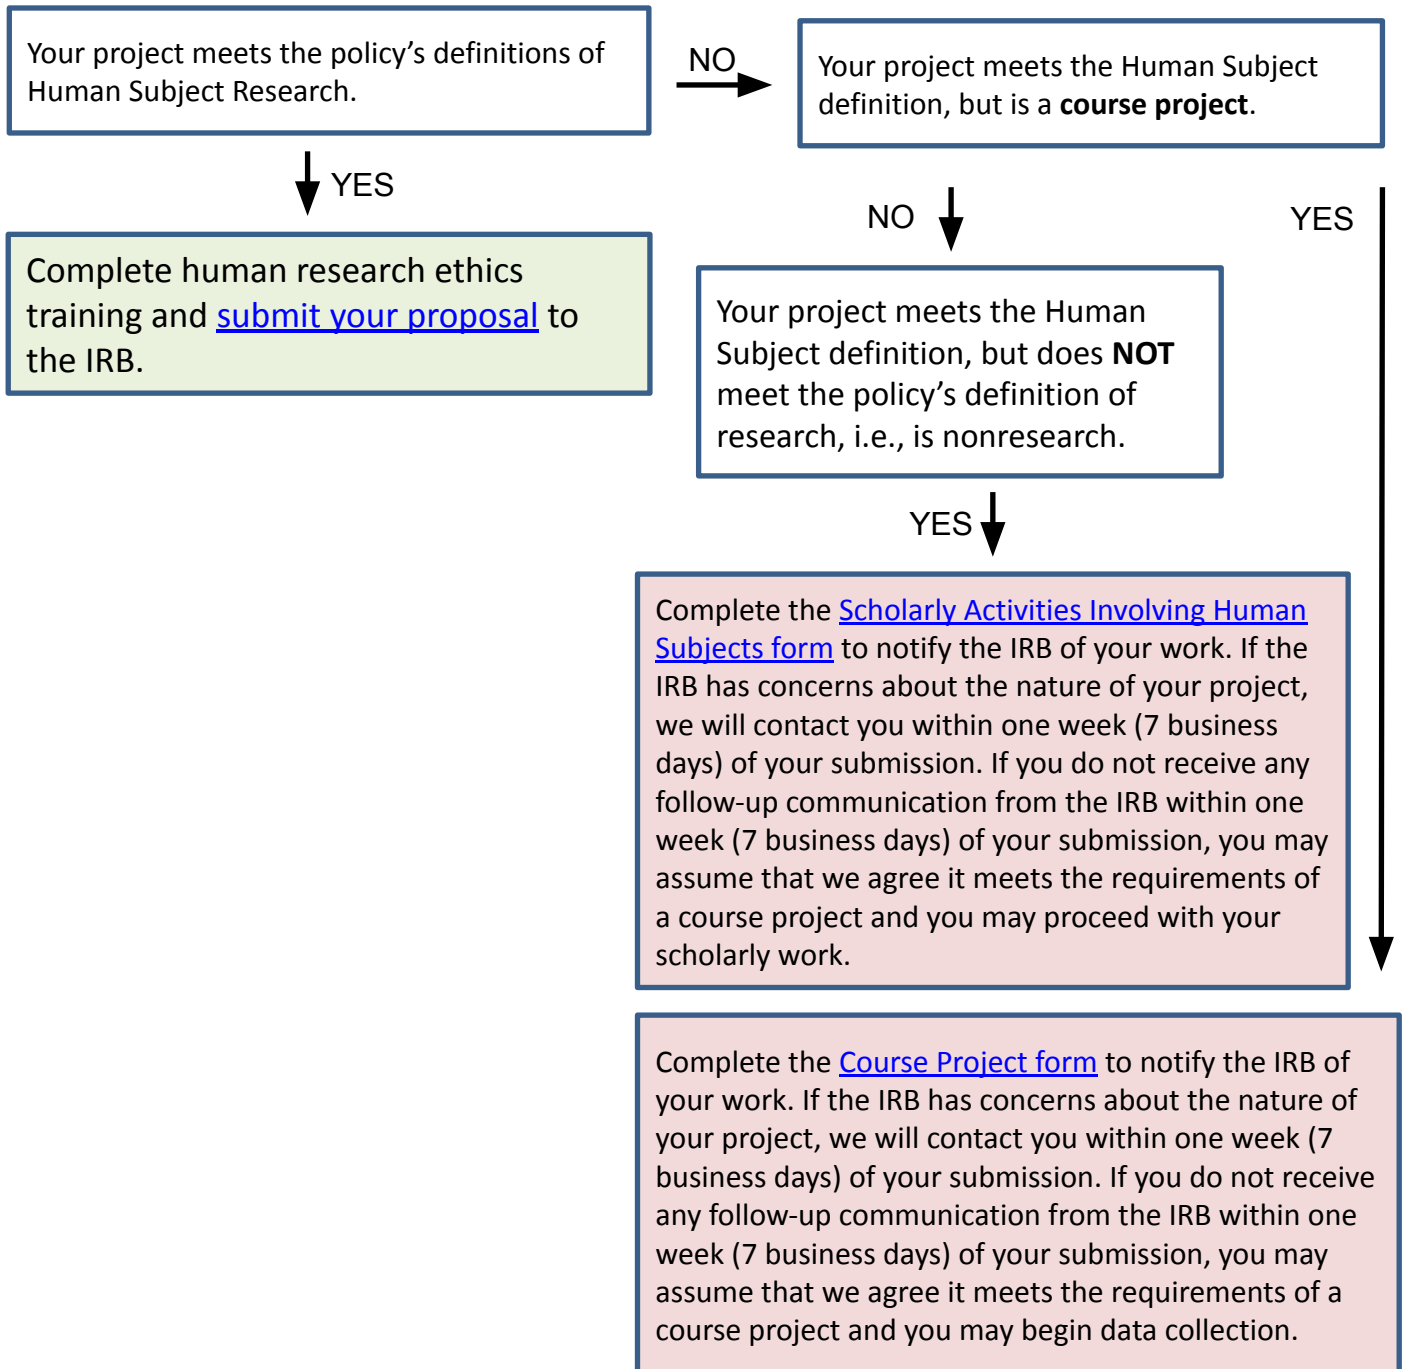 Your project meets the policy’s definitions of
Human Subject Research.
NO
Your project meets the Human Subject
definition, but is a course project.
YES
NO
YES
Complete human research ethics
training and submit your proposal to
the IRB.
Your project meets the Human
Subject definition, but does NOT
meet the policy’s definition of
research, i.e., is nonresearch.
YES
Complete the Scholarly Activities Involving Human
Subjects form to notify the IRB of your work. If the
IRB has concerns about the nature of your project,
we will contact you within one week (7 business
days) of your submission. If you do not receive any
follow-up communication from the IRB within one
week (7 business days) of your submission, you may
assume that we agree it meets the requirements of
a course project and you may proceed with your
scholarly work.
Complete the Course Project form to notify the IRB of
your work. If the IRB has concerns about the nature of
your project, we will contact you within one week (7
business days) of your submission. If you do not receive
any follow-up communication from the IRB within one
week (7 business days) of your submission, you may
assume that we agree it meets the requirements of a
course project and you may begin data collection.